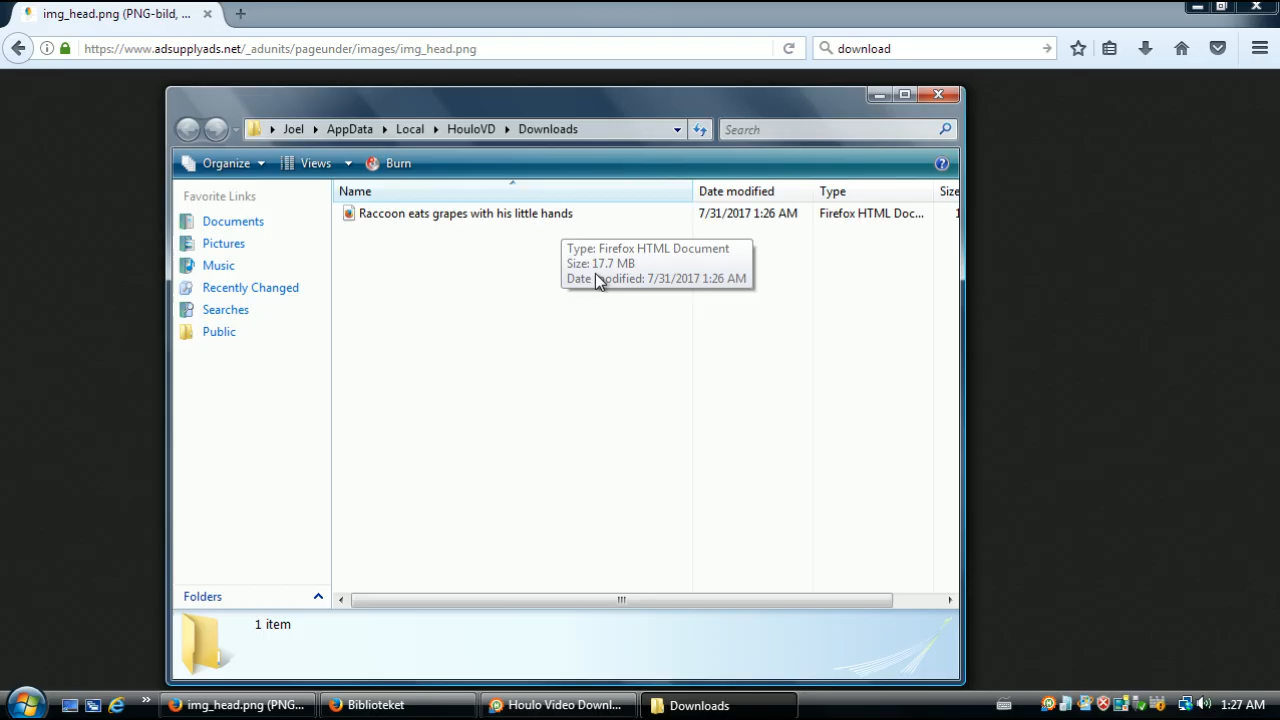 img_head.png (PNG-bild, ...
https://www.adsupplyads.net/_adunits/pageunder/images/img_head.png
download
Joel
AppData
Local
HouloVD
Downloads
Search
Organize
Views
Burn
Favorite Links
Documents
Pictures
Music
Recently Changed
Searches
Public
Folders
Name
Date modified
Type
Size
Raccoon eats grapes with his little hands
7/31/2017 1:26 AM
Firefox HTML Doc...
1
Type: Firefox HTML Document
Size: 17.7 MB
Date modified: 7/31/2017 1:26 AM
1 item
img_head.png (PNG...
Biblioteket
Houlo Video Downl...
Downloads
1:27 AM